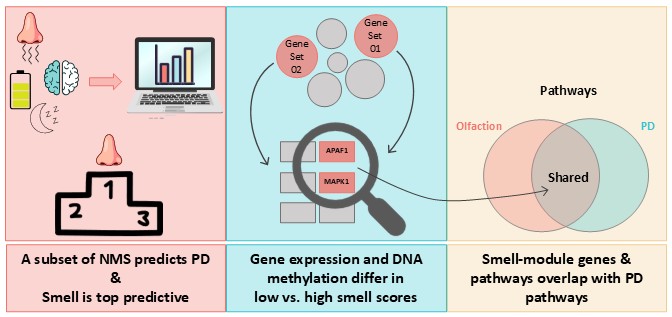 1
2
3
A subset of NMS predicts PD
&
Smell is top predictive
Gene
Set
02
Gene
Set
01
APAF1
MAPK1
Gene expression and DNA
methylation differ in
low vs. high smell scores
Pathways
Olfaction
PD
Shared
Smell-module genes &
pathways overlap with PD
pathways